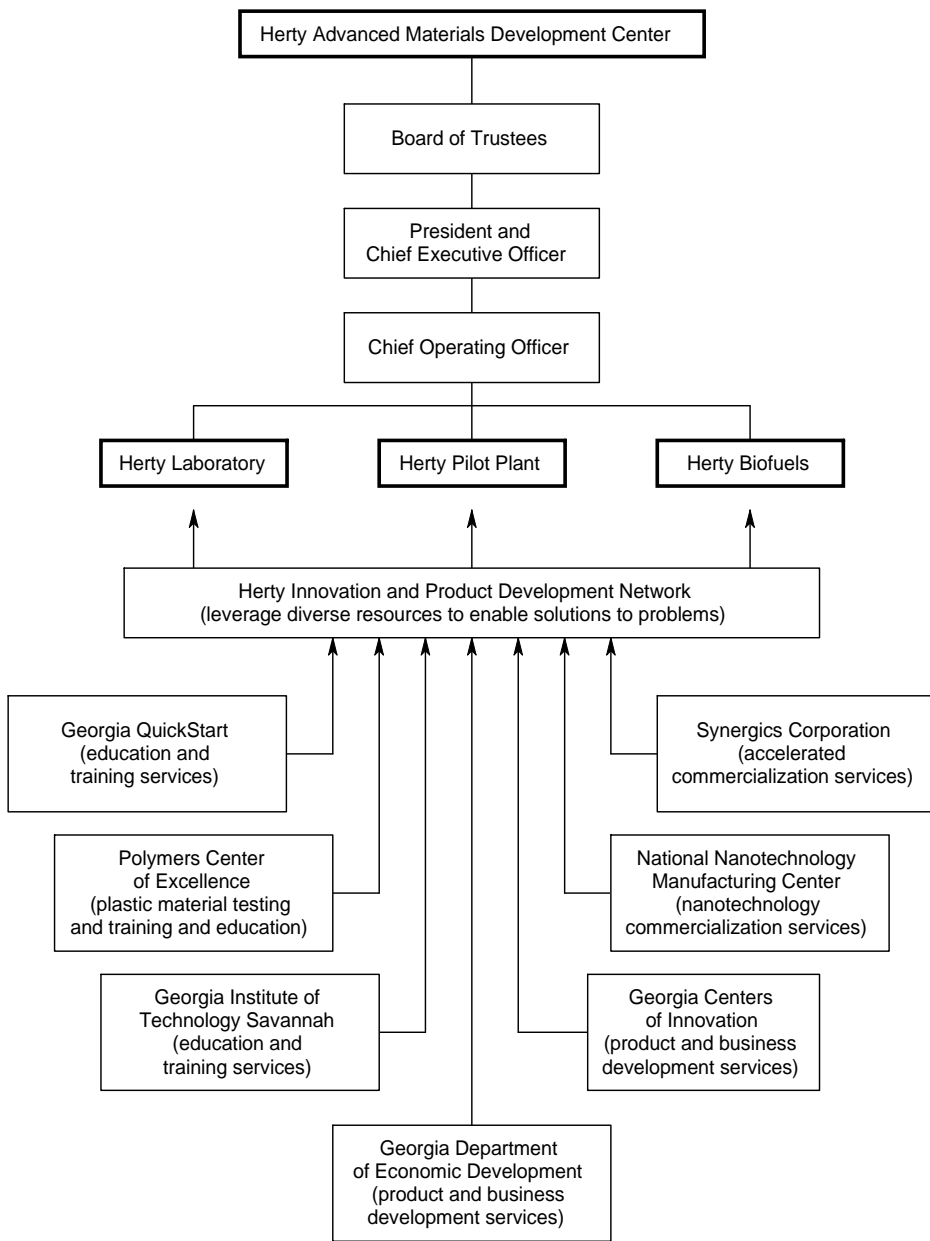 Herty Advanced Materials Development Center
Board of Trustees
President and
Chief Executive Officer
Chief Operating Officer
Herty Laboratory
Herty Pilot Plant
Herty Biofuels
Herty Innovation and Product Development Network
(leverage diverse resources to enable solutions to problems)
Georgia QuickStart
(education and
training services)
Synergics Corporation
(accelerated
commercialization services)
Polymers Center
of Excellence
(plastic material testing
and training and education)
National Nanotechnology
Manufacturing Center
(nanotechnology
commercialization services)
Georgia Institute of
Technology Savannah
(education and
training services)
Georgia Centers
of Innovation
(product and business
development services)
Georgia Department
of Economic Development
(product and business
development services)